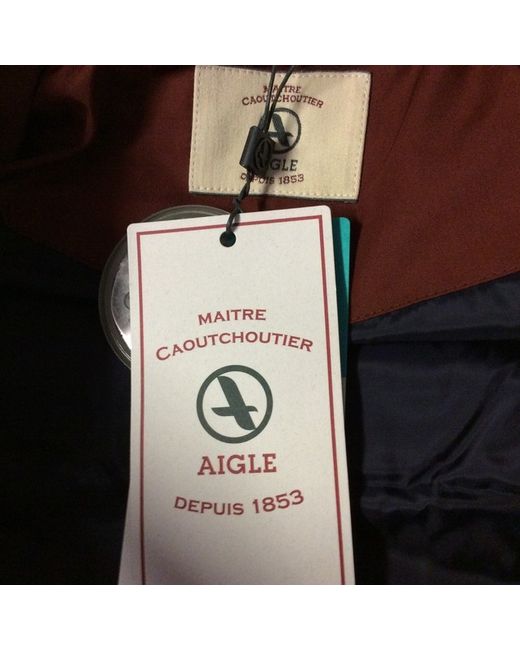 MAITRE
CAOUTCHOUTIER
AIGLE
DEPUIS 1853
MAITRE
CAOUTCHOUTIER
AIGLE
DEPUIS 1853